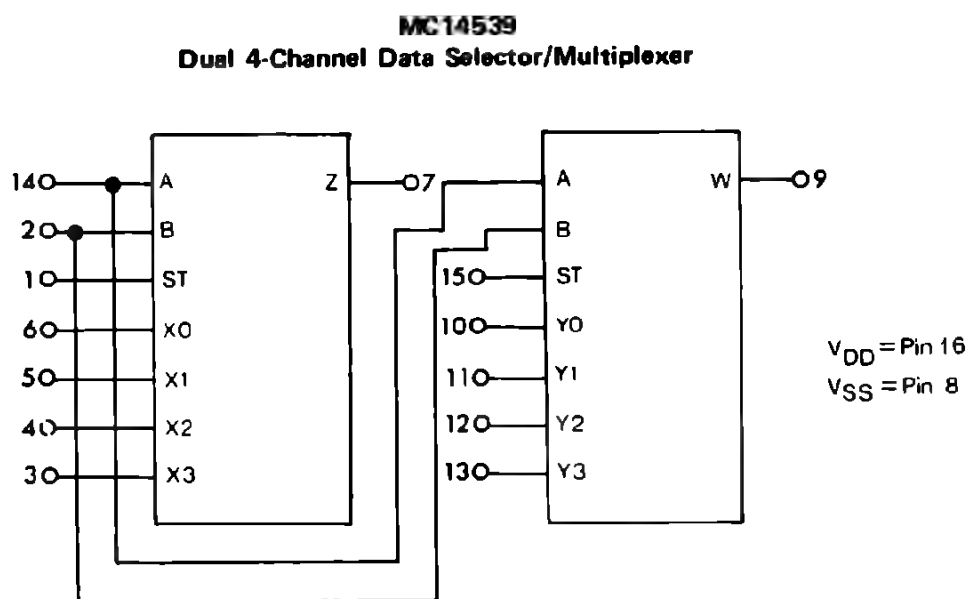 MC14539
Dual 4-Channel Data Selector/Multiplexer
14 A Z 7
2 B
1 ST
6 X0
5 X1
4 X2
3 X3
A W 9
B
15 ST
10 Y0
11 Y1
12 Y2
13 Y3
VDD = Pin 16
VSS = Pin 8